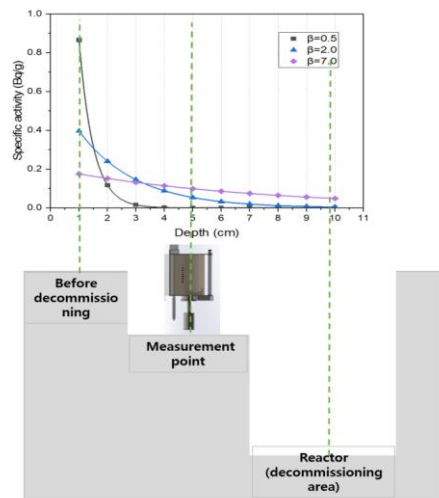 1.0
0.8
0.6
0.4
0.2
0.0
Specific activity (Bq/g)
β=0.5
β=2.0
β=7.0
0 1 2 3 4 5 6 7 8 9 10 11
Depth (cm)
Before
decommissio
ning
Measurement
point
Reactor
(decommissioning
area)